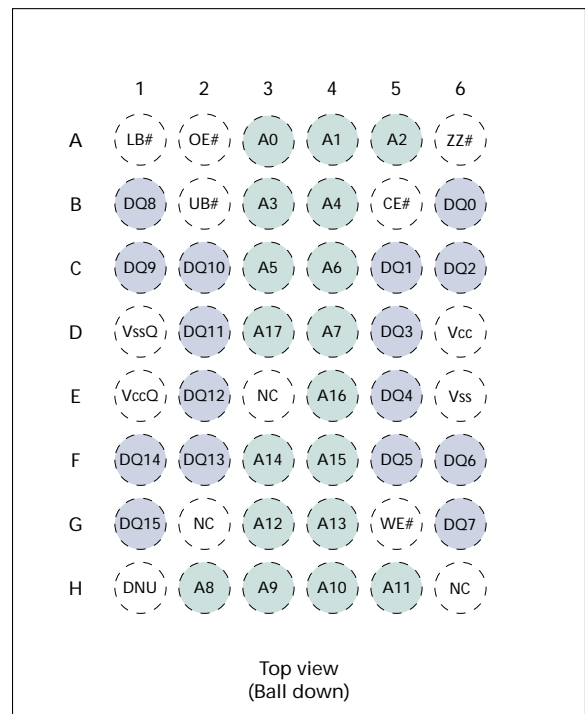 1 2 3 4 5 6
A LB# OE# A0 A1 A2 ZZ#
B DQ8 UB# A3 A4 CE# DQ0
C DQ9 DQ10 A5 A6 DQ1 DQ2
D VssQ DQ11 A17 A7 DQ3 Vcc
E VccQ DQ12 NC A16 DQ4 Vss
F DQ14 DQ13 A14 A15 DQ5 DQ6
G DQ15 NC A12 A13 WE# DQ7
H DNU A8 A9 A10 A11 NC
Top view
(Ball down)